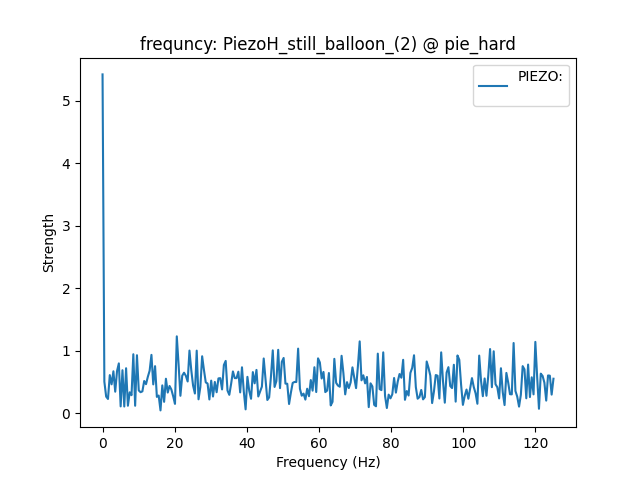 frequncy: PiezoH_still_balloon_(2) @ pie_hard
PIEZO:
Strength
5
4
3
2
1
0
0 20 40 60 80 100 120
Frequency (Hz)